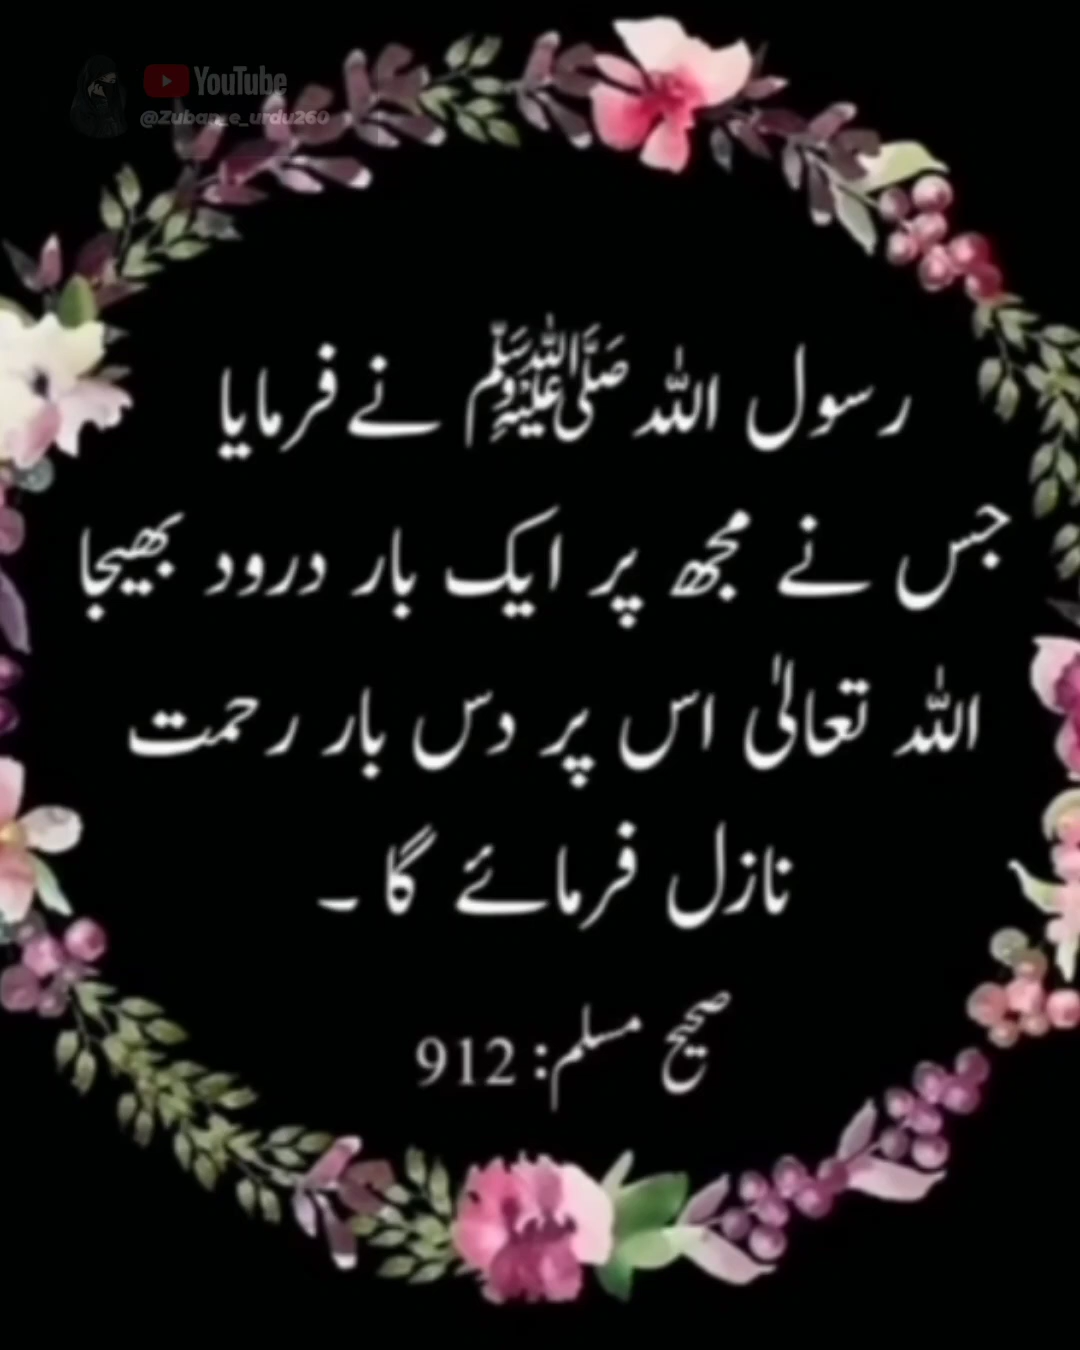 YouTube
@Zuban_e_urdu260
رسول اللہ ﷺ نے فرمایا
جس نے مجھ پر ایک بار درود بھیجا
اللہ تعالیٰ اس پر دس بار رحمت
نازل فرمائے گا ۔
صحیح مسلم: 912